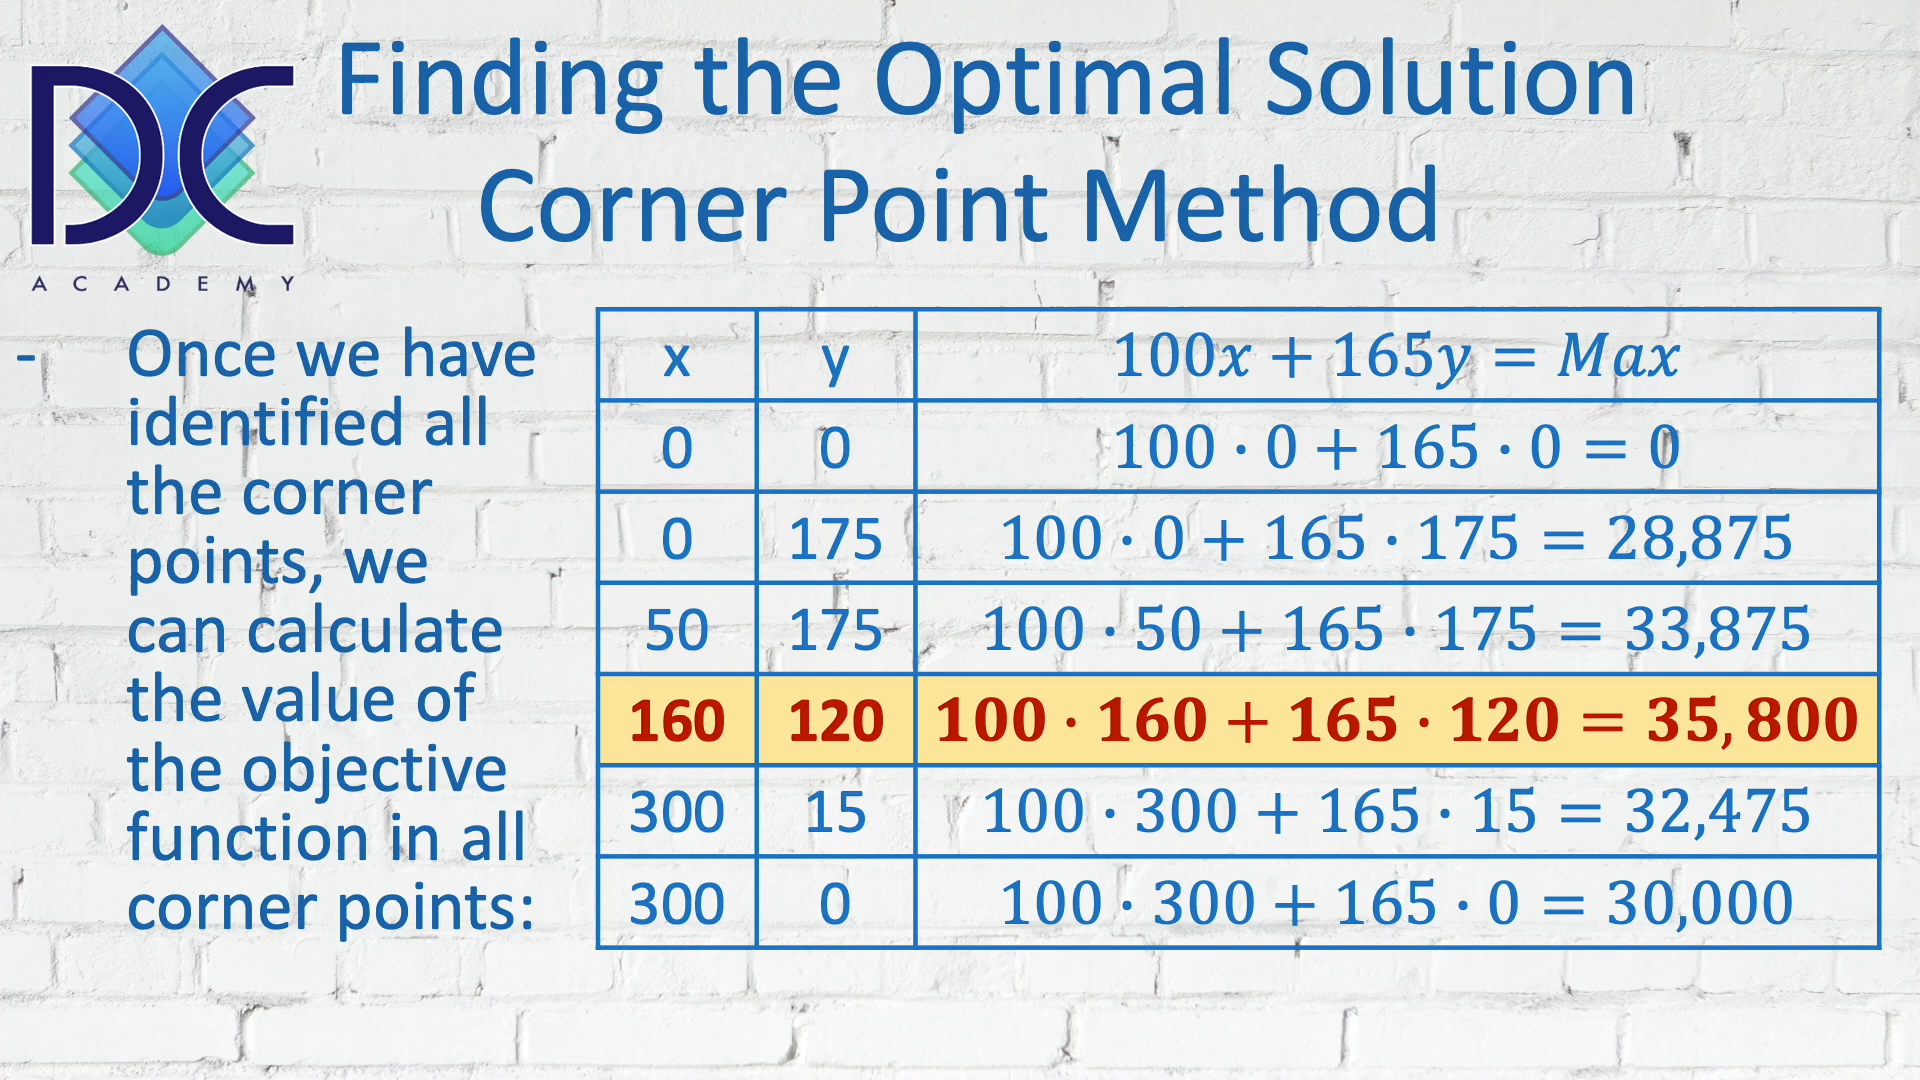 DC
ACADEMY
Finding the Optimal Solution
Corner Point Method
- Once we have
identified all
the corner
points, we
can calculate
the value of
the objective
function in all
corner points:
x y 100x + 165y = Max
0 0 100 · 0 + 165 · 0 = 0
0 175 100 · 0 + 165 · 175 = 28,875
50 175 100 · 50 + 165 · 175 = 33,875
160 120 100 · 160 + 165 · 120 = 35,800
300 15 100 · 300 + 165 · 15 = 32,475
300 0 100 · 300 + 165 · 0 = 30,000